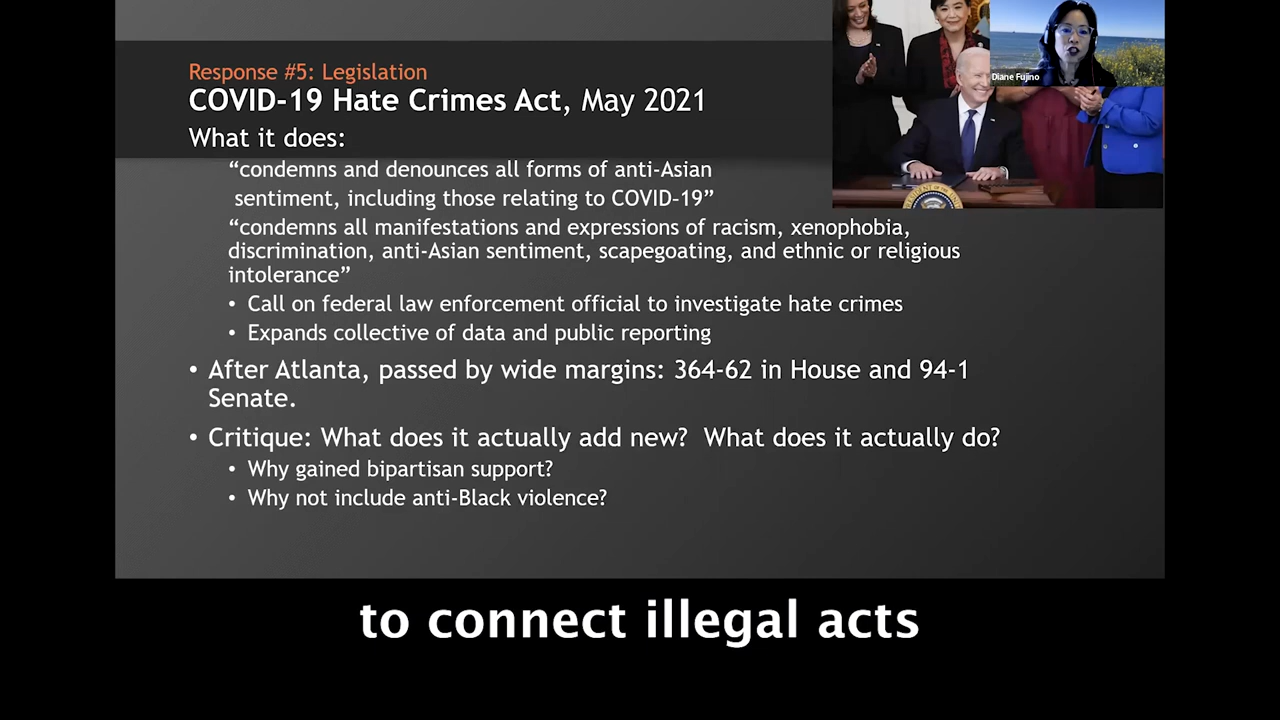 Response #5: Legislation
COVID-19 Hate Crimes Act, May 2021
What it does:
“condemns and denounces all forms of anti-Asian
sentiment, including those relating to COVID-19”
“condemns all manifestations and expressions of racism, xenophobia,
discrimination, anti-Asian sentiment, scapegoating, and ethnic or religious
intolerance”
• Call on federal law enforcement official to investigate hate crimes
• Expands collective of data and public reporting
• After Atlanta, passed by wide margins: 364-62 in House and 94-1
Senate.
• Critique: What does it actually add new?  What does it actually do?
• Why gained bipartisan support?
• Why not include anti-Black violence?
Diane Fujino
to connect illegal acts